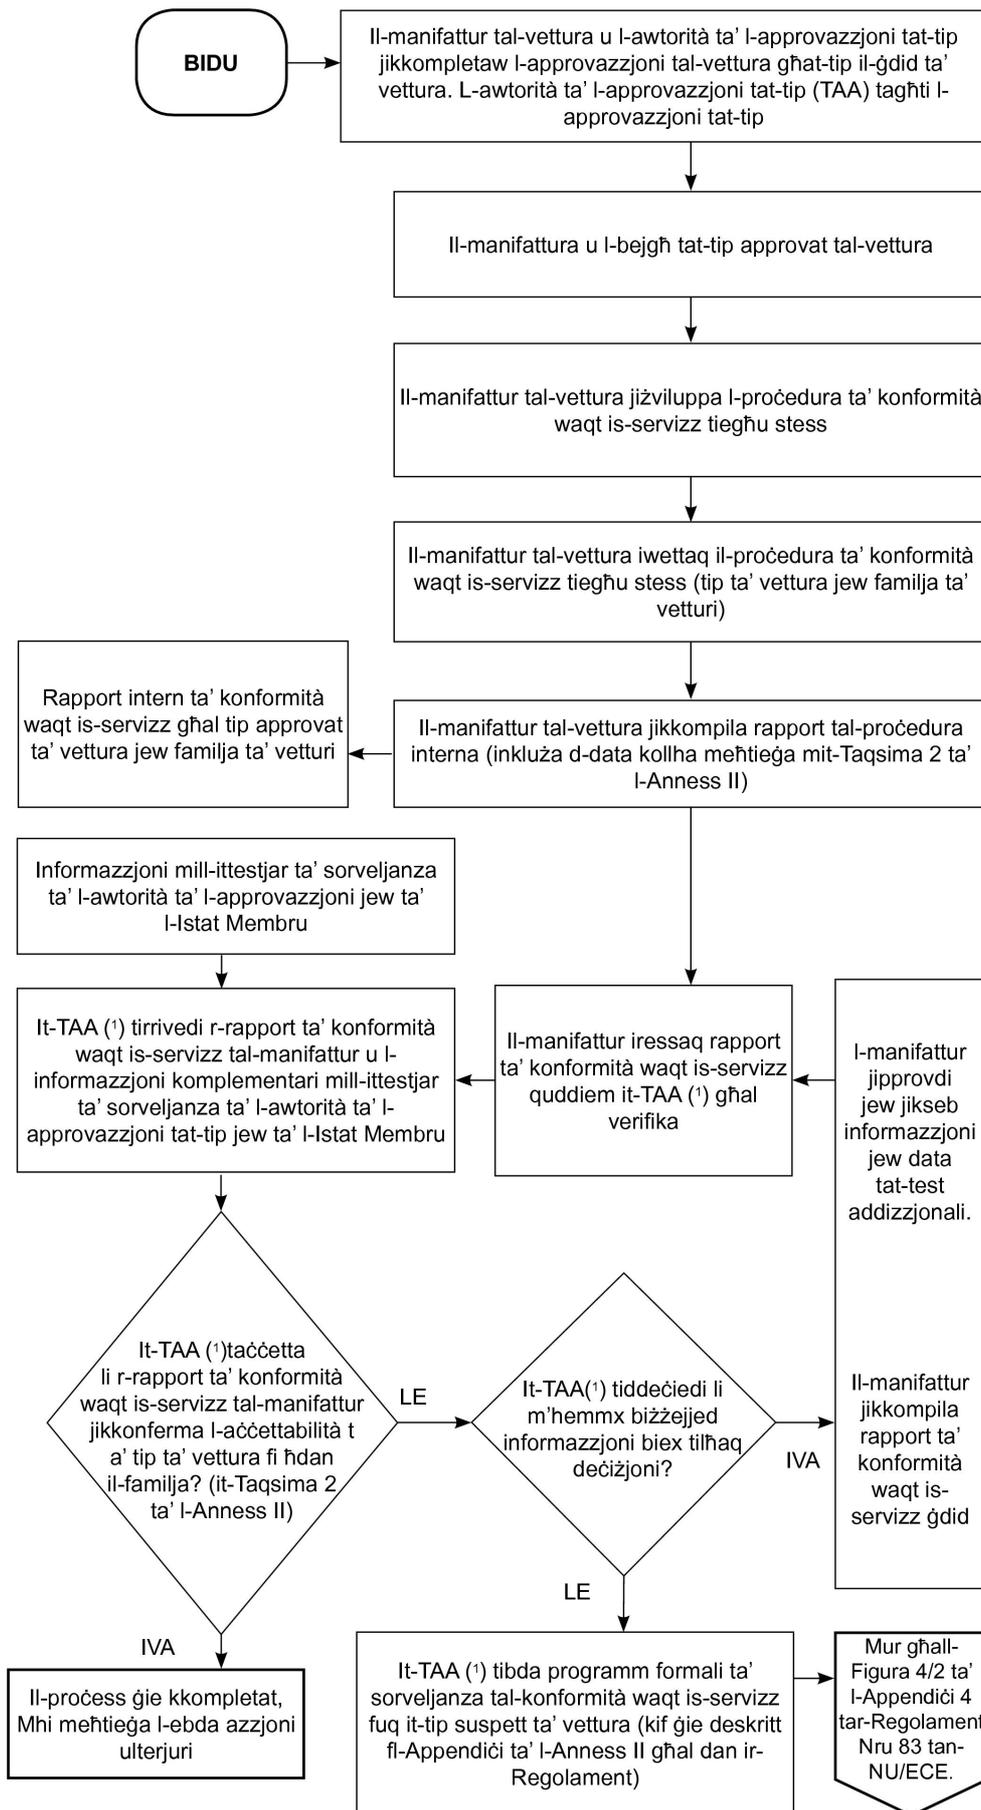 BIDU
Il-manifattur tal-vettura u l-awtorità ta' l-approvazzjoni tat-tip
jikkompletaw l-approvazzjoni tal-vettura għat-tip il-ġdid ta'
vettura. L-awtorità ta' l-approvazzjoni tat-tip (TAA) tagħti l-
approvazzjoni tat-tip
Il-manifattura u l-bejgħ tat-tip approvat tal-vettura
Il-manifattur tal-vettura jiżviluppa l-proċedura ta' konformità
waqt is-servizz tiegħu stess
Il-manifattur tal-vettura iwettaq il-proċedura ta' konformità
waqt is-servizz tiegħu stess (tip ta' vettura jew familja ta'
vetturi)
Rapport intern ta' konformità
waqt is-servizz għal tip approvat
ta' vettura jew familja ta' vetturi
Il-manifattur tal-vettura jikkompila rapport tal-proċedura
interna (inkluża d-data kollha meħtieġa mit-Taqsima 2 ta'
l-Anness II)
Informazzjoni mill-ittestjar ta' sorveljanza
ta' l-awtorità ta' l-approvazzjoni jew ta'
l-Istat Membru
It-TAA (¹) tirrivedi r-rapport ta' konformità
waqt is-servizz tal-manifattur u l-
informazzjoni komplementari mill-ittestjar
ta' sorveljanza ta' l-awtorità ta' l-
approvazzjoni tat-tip jew ta' l-Istat Membru
Il-manifattur iressaq rapport
ta' konformità waqt is-servizz
quddiem it-TAA (¹) għal
verifika
l-manifattur
jipprovdi
jew jikseb
informazzjoni
jew data
tat-test
addizzjonali.
Il-manifattur
jikkompila
rapport ta'
konformità
waqt is-
servizz ġdid
It-TAA (¹)taċċetta
li r-rapport ta' konformità
waqt is-servizz tal-manifattur
jikkonferma l-aċċettabilità t
a' tip ta' vettura fi ħdan
il-familja? (it-Taqsima 2
ta' l-Anness II)
LE
It-TAA(¹) tiddeċiedi li
m'hemmx biżżejjed
informazzjoni biex tilħaq
deċiżjoni?
IVA
LE
IVA
Il-proċess ġie kkompletat,
Mhi meħtieġa l-ebda azzjoni
ulterjuri
It-TAA (¹) tibda programm formali ta'
sorveljanza tal-konformità waqt is-servizz
fuq it-tip suspett ta' vettura (kif ġie deskritt
fl-Appendiċi ta' l-Anness II għal dan ir-
Regolament)
Mur għall-
Figura 4/2 ta'
l-Appendiċi 4
tar-Regolament
Nru 83 tan-
NU/ECE.